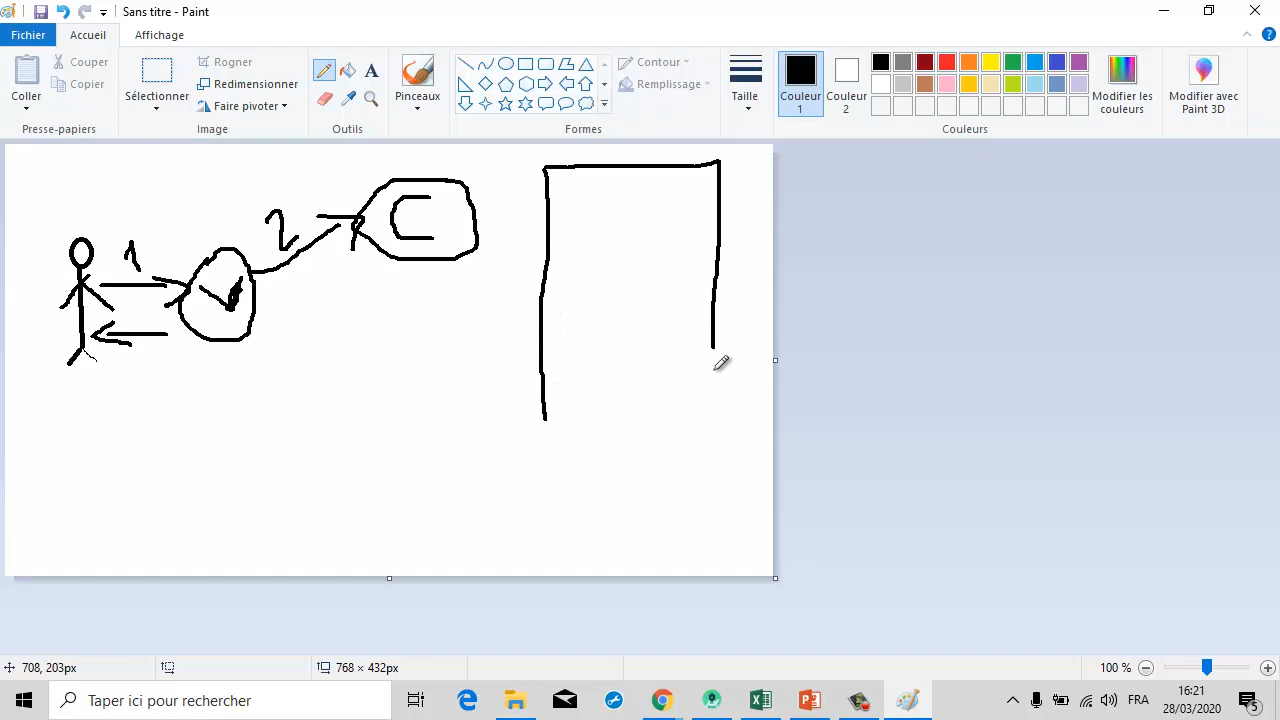 Sans titre - Paint
Fichier Accueil Affichage
Coller
Couper
Copier
Presse-papiers
Sélectionner
Rogner
Redimensionner
Faire pivoter
Image
A
Outils
Pinceaux
Contour
Remplissage
Formes
Taille
Couleur 1
Couleur 2
Modifier les couleurs
Couleurs
Modifier avec Paint 3D
1
2
V
C
708, 203px
768 × 432px
100 %
Taper ici pour rechercher
FRA
16:21
28/03/2020
5